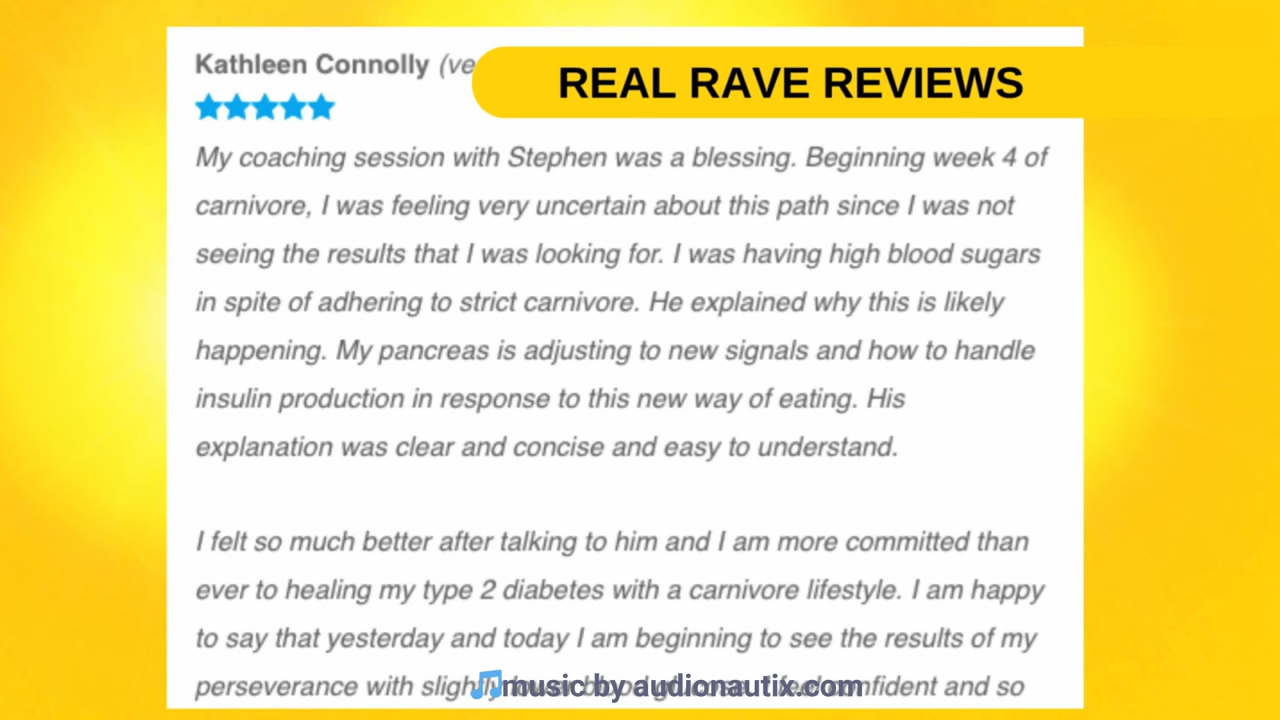 Kathleen Connolly (ve
REAL RAVE REVIEWS
My coaching session with Stephen was a blessing. Beginning week 4 of
carnivore, I was feeling very uncertain about this path since I was not
seeing the results that I was looking for. I was having high blood sugars
in spite of adhering to strict carnivore. He explained why this is likely
happening. My pancreas is adjusting to new signals and how to handle
insulin production in response to this new way of eating. His
explanation was clear and concise and easy to understand.
I felt so much better after talking to him and I am more committed than
ever to healing my type 2 diabetes with a carnivore lifestyle. I am happy
to say that yesterday and today I am beginning to see the results of my
perseverance with slightly and so
music by audionautix.com